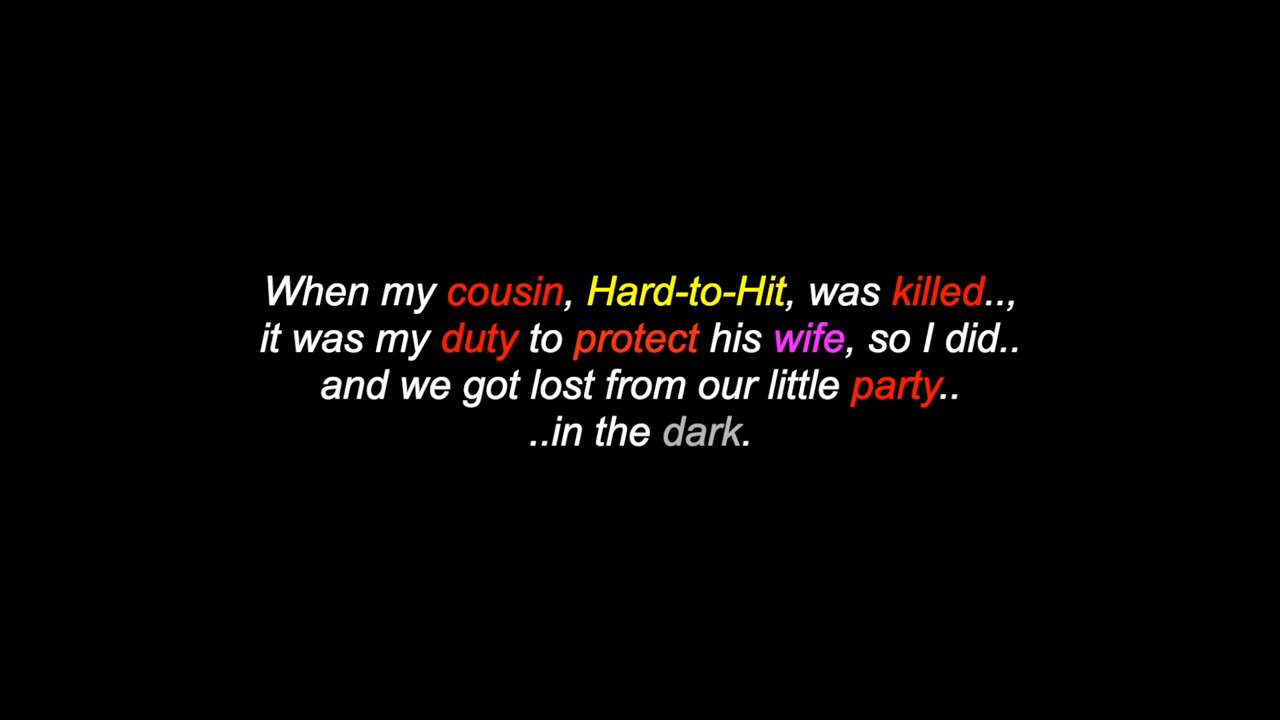 When my cousin, Hard-to-Hit, was killed..,
it was my duty to protect his wife, so I did..
and we got lost from our little party..
..in the dark.